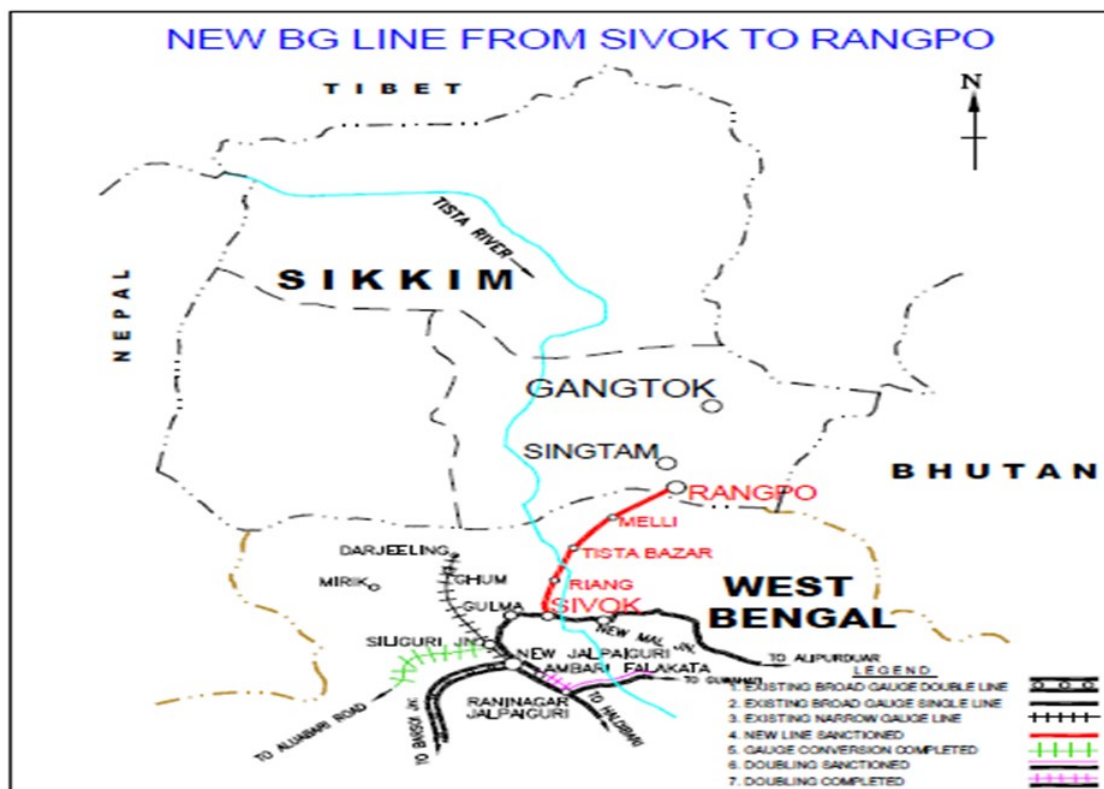 NEW BG LINE FROM SIVOK TO RANGPO
TIBET
N
TISTA RIVER
SIKKIM
NEPAL
GANGTOK
SINGTAM
BHUTAN
RANGPO
MELLI
DARJEELING
TISTA BAZAR
GHUM
MIRIK
RIANG
WEST
BENGAL
GULMA
SIVOK
NEW MAL JN.
SILIGURI JN
NEW JALPAIGURI
TO ALIPURDUAR
AMBARI FALAKATA
TO GUWAHATI
RANINAGAR
JALPAIGURI
TO HALDIBARI
TO ALUABARI ROAD
LEGEND
1. EXISTING BROAD GAUGE DOUBLE LINE
2. EXISTING BROAD GAUGE SINGLE LINE
3. EXISTING NARROW GAUGE LINE
4. NEW LINE SANCTIONED
5. GAUGE CONVERSION COMPLETED
6. DOUBLING SANCTIONED
7. DOUBLING COMPLETED